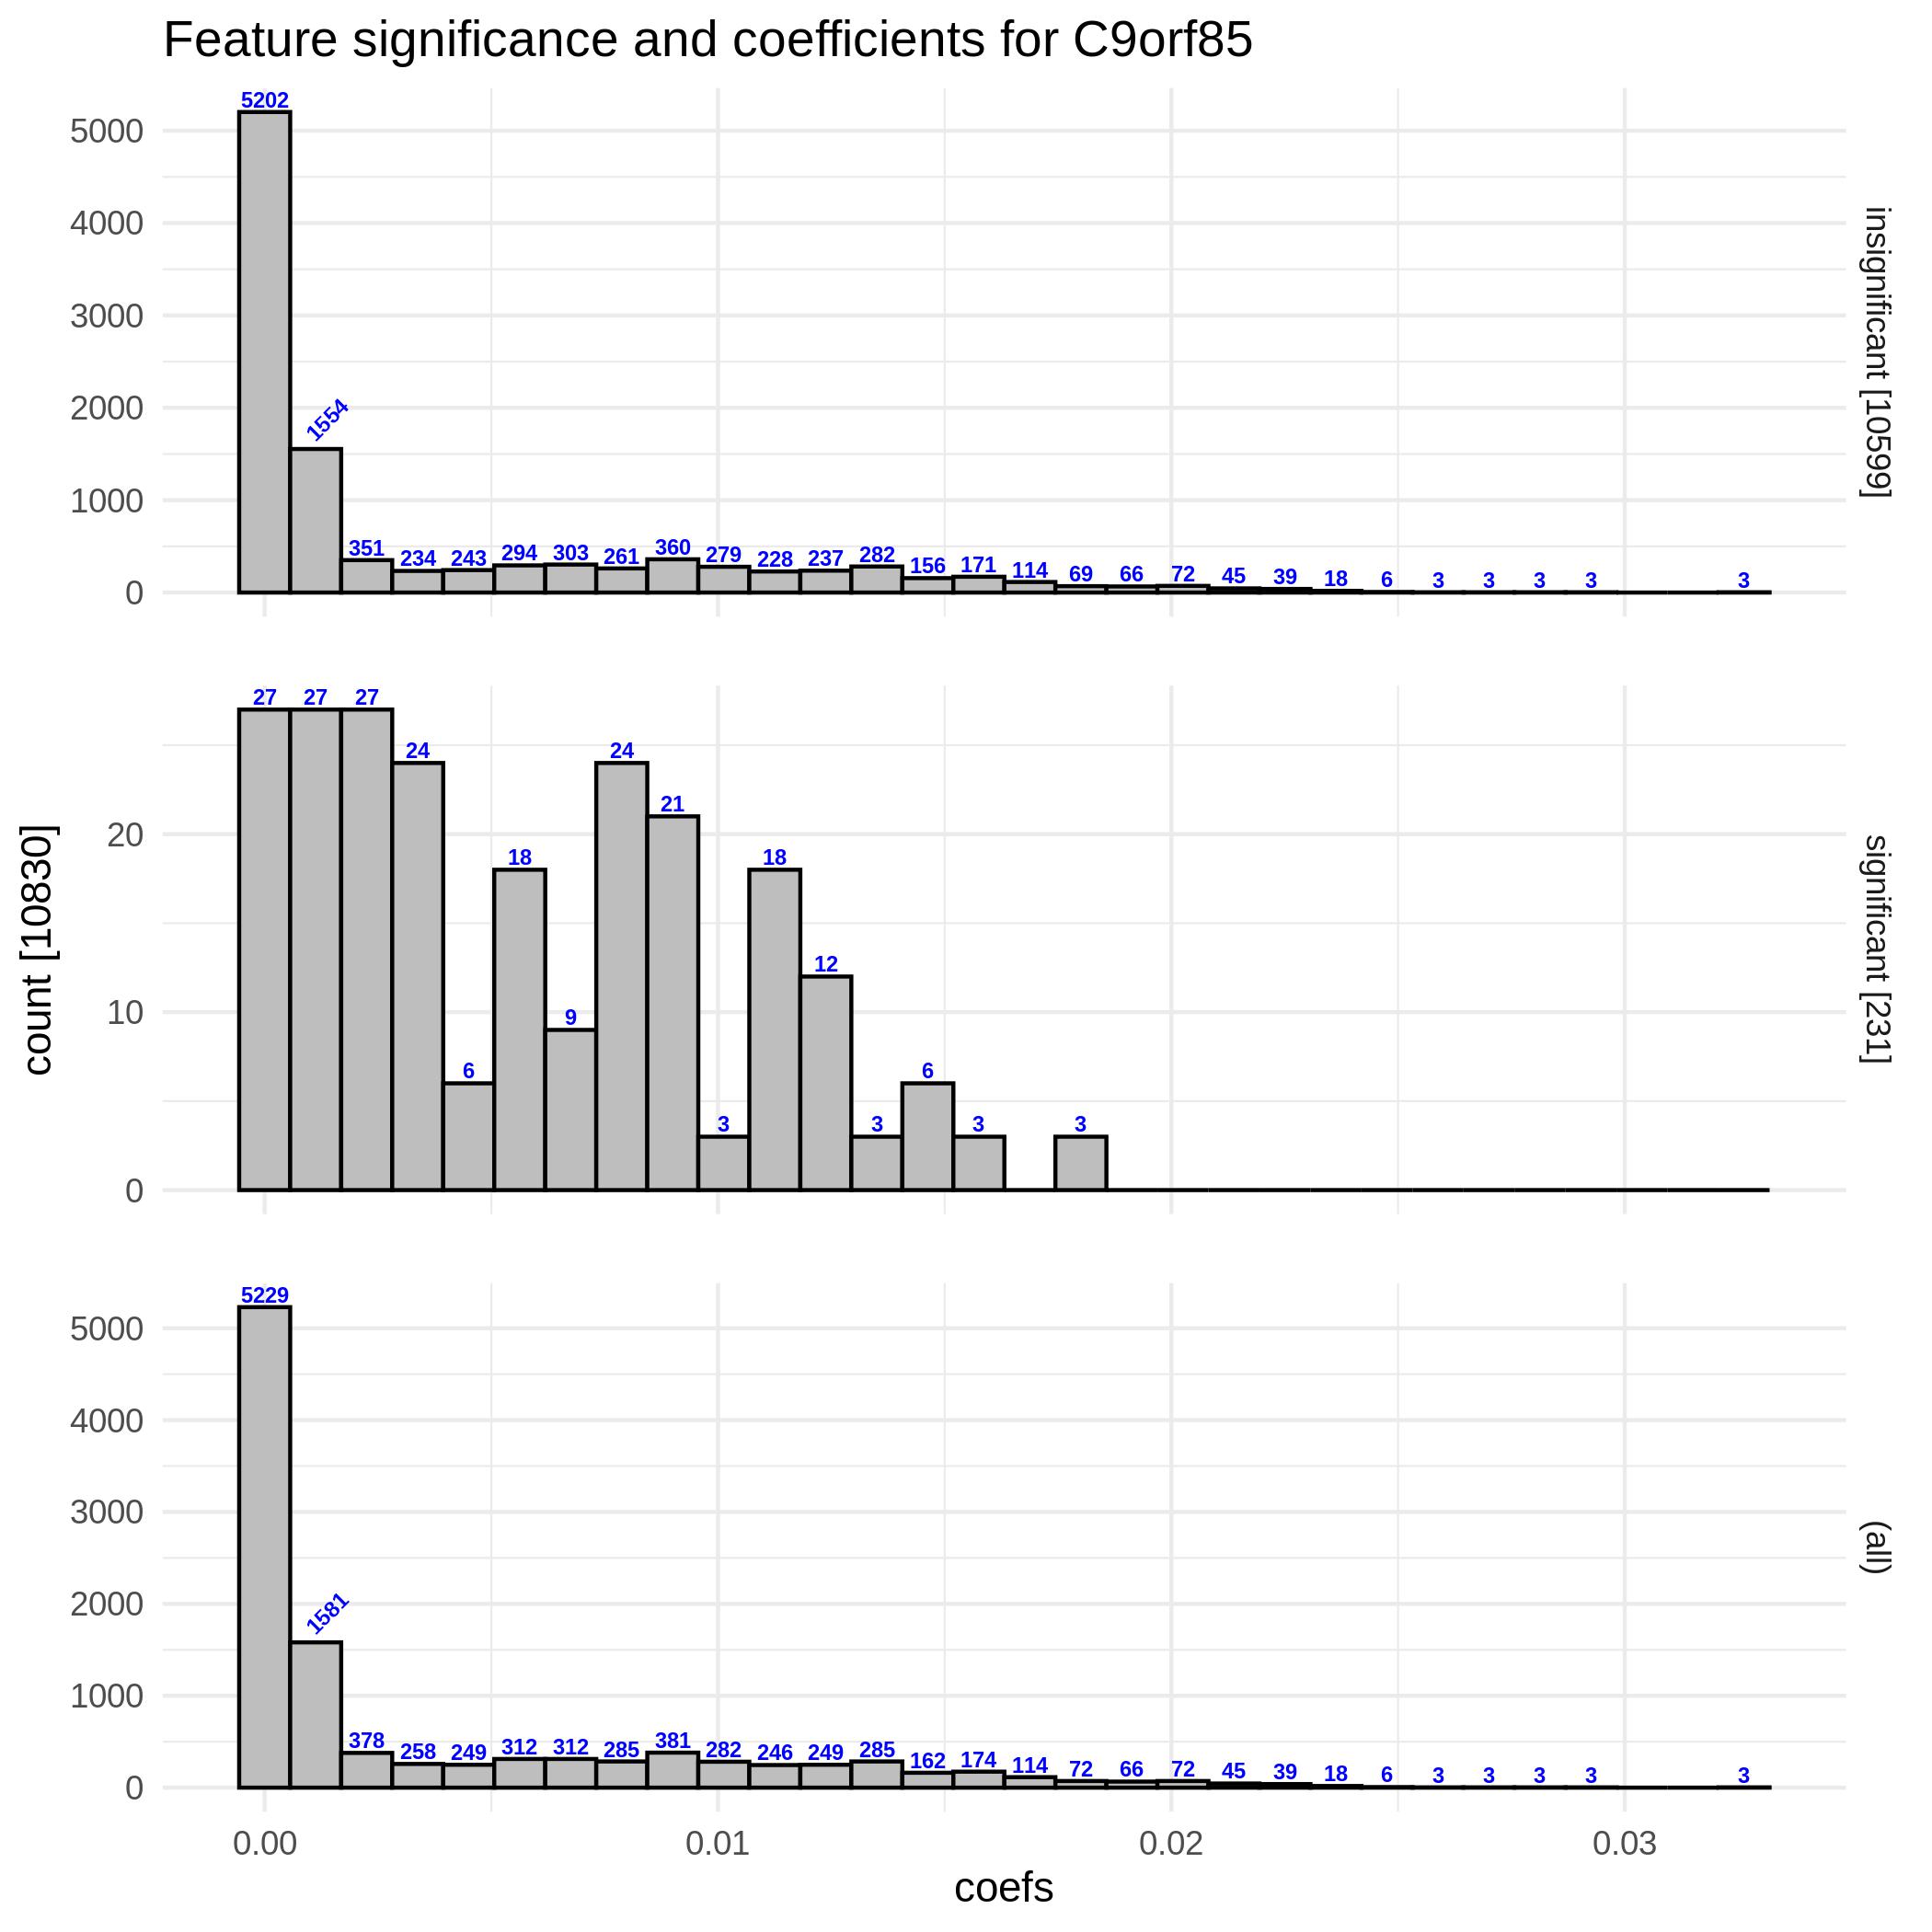 Feature significance and coefficients for C9orf85
5202
5000
4000
3000
2000
1000
0
1554
351 234 243 294 303 261 360 279 228 237 282 156 171 114 69 66 72 45 39 18 6 3 3 3 3 3
insignificant [10599]
27 27 27 24 6 18 9 24 21 3 18 12 3 6 3 3
20
10
0
significant [231]
count [10830]
5229
5000
4000
3000
2000
1000
0
1581
378 258 249 312 312 285 381 282 246 249 285 162 174 114 72 66 72 45 39 18 6 3 3 3 3 3
(all)
0.00 0.01 0.02 0.03
coefs